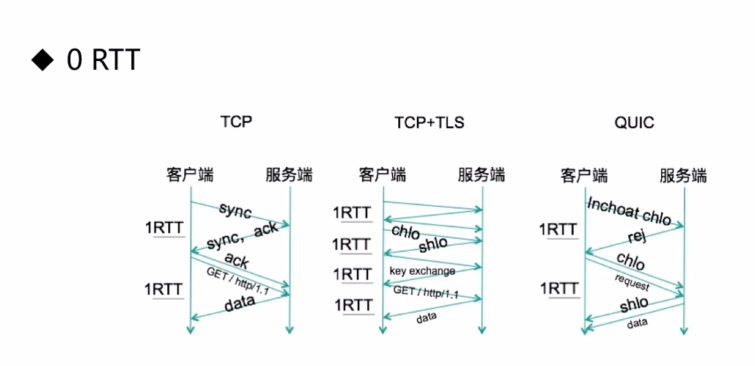 ◆ 0 RTT
TCP
TCP+TLS
QUIC
客户端
服务端
客户端
服务端
客户端
服务端
sync
1RTT
sync, ack
ack
GET / http/1.1
1RTT
data
1RTT
chlo
1RTT
shlo
1RTT
key exchange
GET / http/1.1
1RTT
data
Inchoat chlo
1RTT
rej
chlo
request
1RTT
shlo
data